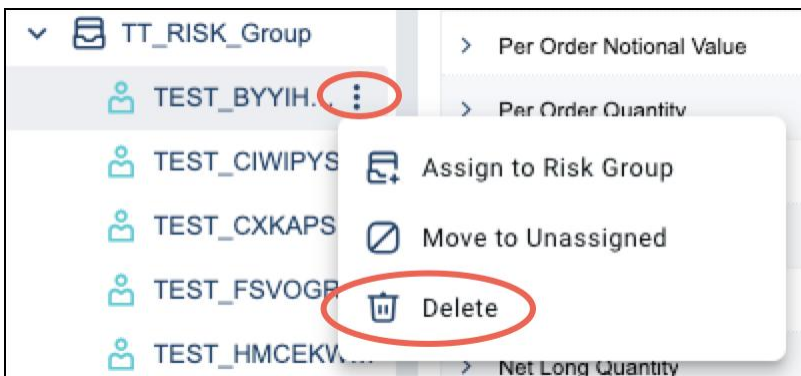 TT_RISK_Group
TEST_BYYIH...
TEST_CIWIPYS
TEST_CXKAPS
TEST_FSVOGR
TEST_HMCEKW...
Per Order Notional Value
Per Order Quantity
Assign to Risk Group
Move to Unassigned
Delete
Net Long Quantity